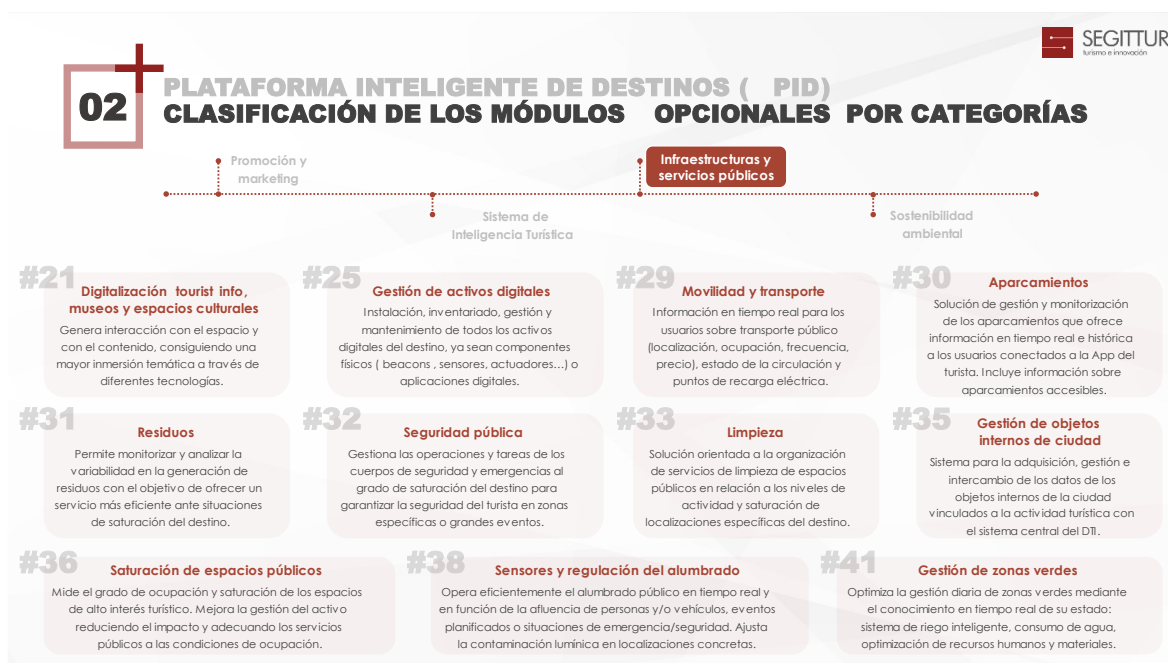 SEGITTUR
turismo e innovación
02
PLATAFORMA INTELIGENTE DE DESTINOS ( PID)
CLASIFICACIÓN DE LOS MÓDULOS OPCIONALES POR CATEGORÍAS
Promoción y
marketing
Sistema de
Inteligencia Turística
Infraestructuras y
servicios públicos
Sostenibilidad
ambiental
#21
Digitalización tourist info,
museos y espacios culturales
Genera interacción con el espacio y
con el contenido, consiguiendo una
mayor inmersión temática a través de
diferentes tecnologías.
#25
Gestión de activos digitales
Instalación, inventariado, gestión y
mantenimiento de todos los activos
digitales del destino, ya sean componentes
físicos ( beacons , sensores, actuadores...) o
aplicaciones digitales.
#29
Movilidad y transporte
Información en tiempo real para los
usuarios sobre transporte público
(localización, ocupación, frecuencia,
precio), estado de la circulación y
puntos de recarga eléctrica.
#30
Aparcamientos
Solución de gestión y monitorización
de los aparcamientos que ofrece
información en tiempo real e histórica
a los usuarios conectados a la App del
turista. Incluye información sobre
aparcamientos accesibles.
#31
Residuos
Permite monitorizar y analizar la
variabilidad en la generación de
residuos con el objetivo de ofrecer un
servicio más eficiente ante situaciones
de saturación del destino.
#32
Seguridad pública
Gestiona las operaciones y tareas de los
cuerpos de seguridad y emergencias al
grado de saturación del destino para
garantizar la seguridad del turista en zonas
específicas o grandes eventos.
#33
Limpieza
Solución orientada a la organización
de servicios de limpieza de espacios
públicos en relación a los niveles de
actividad y saturación de
localizaciones específicas del destino.
#35
Gestión de objetos
internos de ciudad
Sistema para la adquisición, gestión e
intercambio de los datos de los
objetos internos de la ciudad
vinculados a la actividad turística con
el sistema central del DTI.
#36
Saturación de espacios públicos
Mide el grado de ocupación y saturación de los espacios
de alto interés turístico. Mejora la gestión del activo
reduciendo el impacto y adecuando los servicios
públicos a las condiciones de ocupación.
#38
Sensores y regulación del alumbrado
Opera eficientemente el alumbrado público en tiempo real y
en función de la afluencia de personas y/o vehículos, eventos
planificados o situaciones de emergencia/seguridad. Ajusta
la contaminación lumínica en localizaciones concretas.
#41
Gestión de zonas verdes
Optimiza la gestión diaria de zonas verdes mediante
el conocimiento en tiempo real de su estado:
sistema de riego inteligente, consumo de agua,
optimización de recursos humanos y materiales.